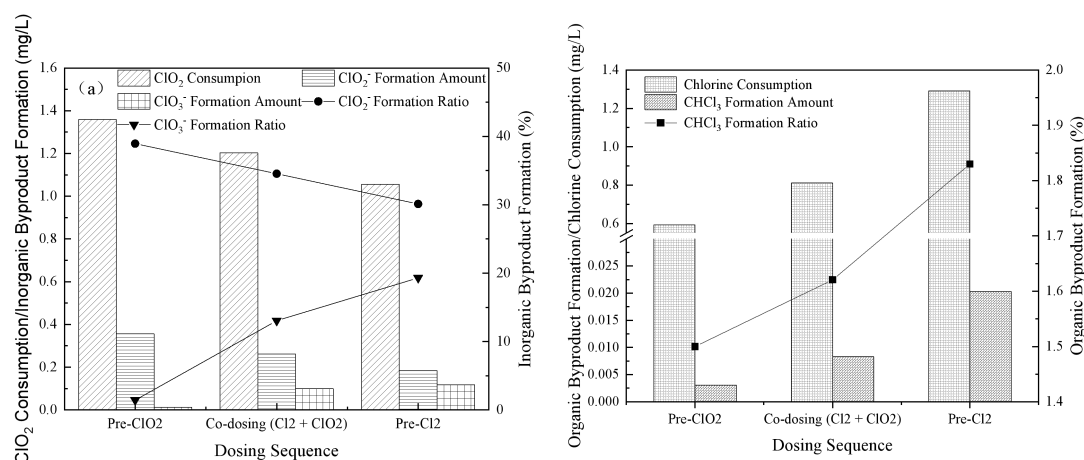 ClO2 Consumption/Inorganic Byproduct Formation (mg/L)
1.6
1.4
1.2
1.0
0.8
0.6
0.4
0.2
0.0
(a)
ClO2 Consumpion
ClO2- Formation Amount
ClO3- Formation Amount
ClO2- Formation Ratio
ClO3- Formation Ratio
50
40
30
20
10
0
Inorganic Byproduct Formation (%)
Pre-ClO2
Co-dosing (Cl2 + ClO2)
Pre-Cl2
Dosing Sequence
Organic Byproduct Formation/Chlorine Consumption (mg/L)
1.4
1.2
1.0
0.8
0.6
0.025
0.020
0.015
0.010
0.005
0.000
Chlorine Consumption
CHCl3 Formation Amount
CHCl3 Formation Ratio
2.0
1.9
1.8
1.7
1.6
1.5
1.4
Organic Byproduct Formation (%)
Pre-ClO2
Co-dosing (Cl2 + ClO2)
Pre-Cl2
Dosing Sequence